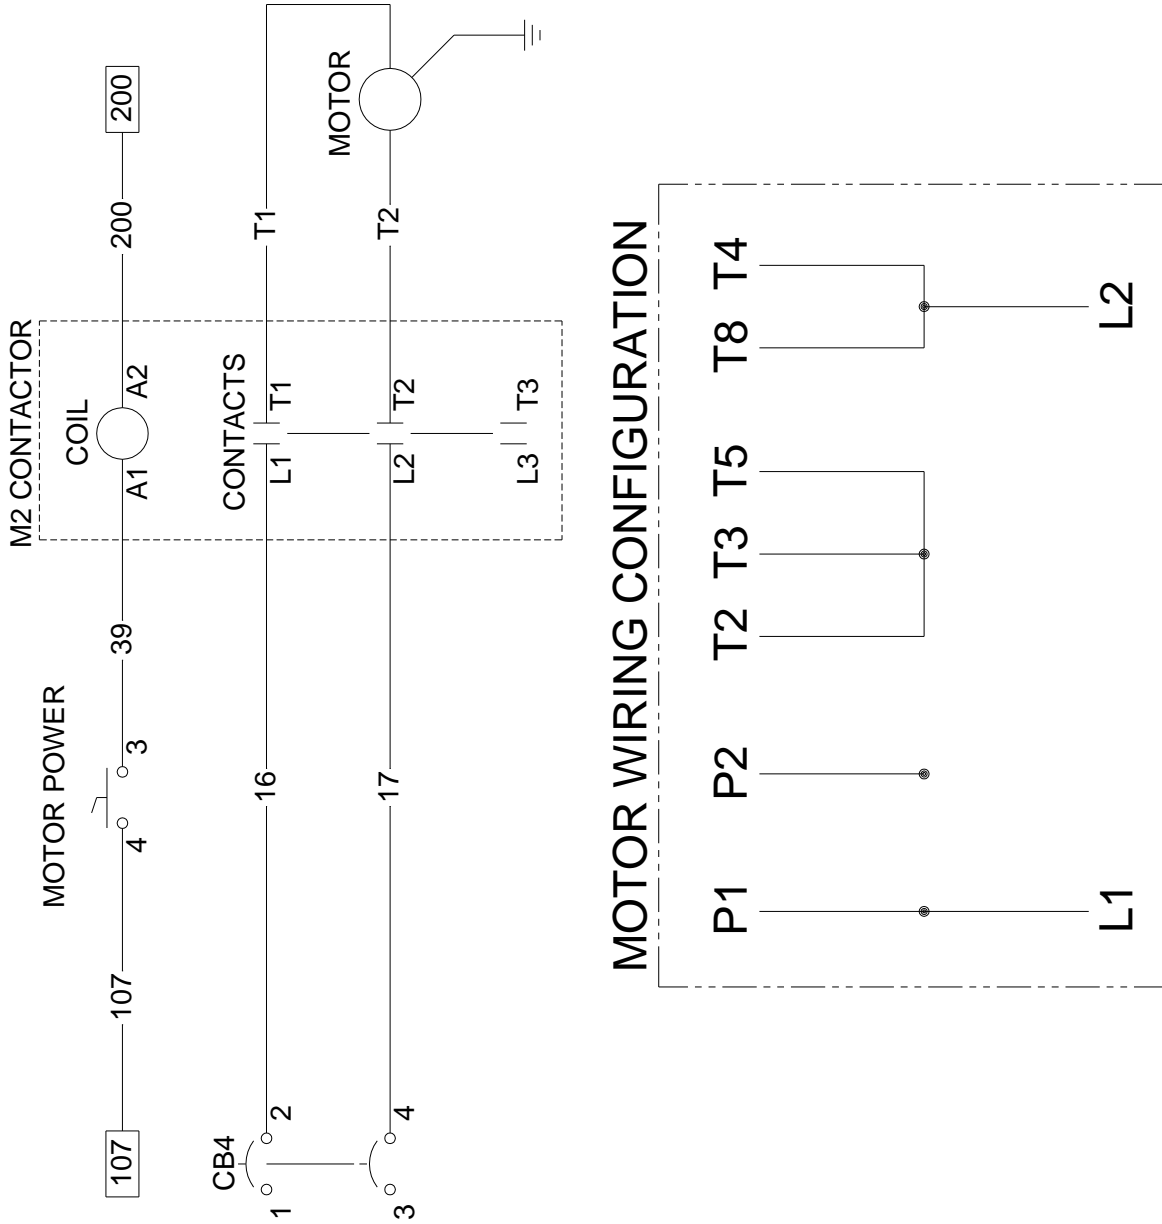 107
107
4
MOTOR POWER
3
39
M2 CONTACTOR
A1
COIL
A2
200
200
CB4
1
2
16
L1
CONTACTS
T1
T1
3
4
17
L2
T2
T2
MOTOR
L3
T3
MOTOR WIRING CONFIGURATION
P1
P2
T2
T3
T5
T8
T4
L1
L2